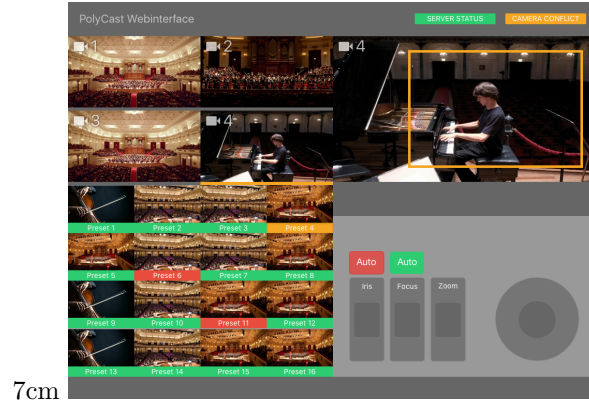 PolyCast Webinterface
SERVER STATUS
CAMERA CONFLICT
1
2
4
3
4
Preset 1
Preset 2
Preset 3
Preset 4
Preset 5
Preset 6
Preset 7
Preset 8
Preset 9
Preset 10
Preset 11
Preset 12
Preset 13
Preset 14
Preset 15
Preset 16
Auto
Auto
Iris
Focus
Zoom
7cm